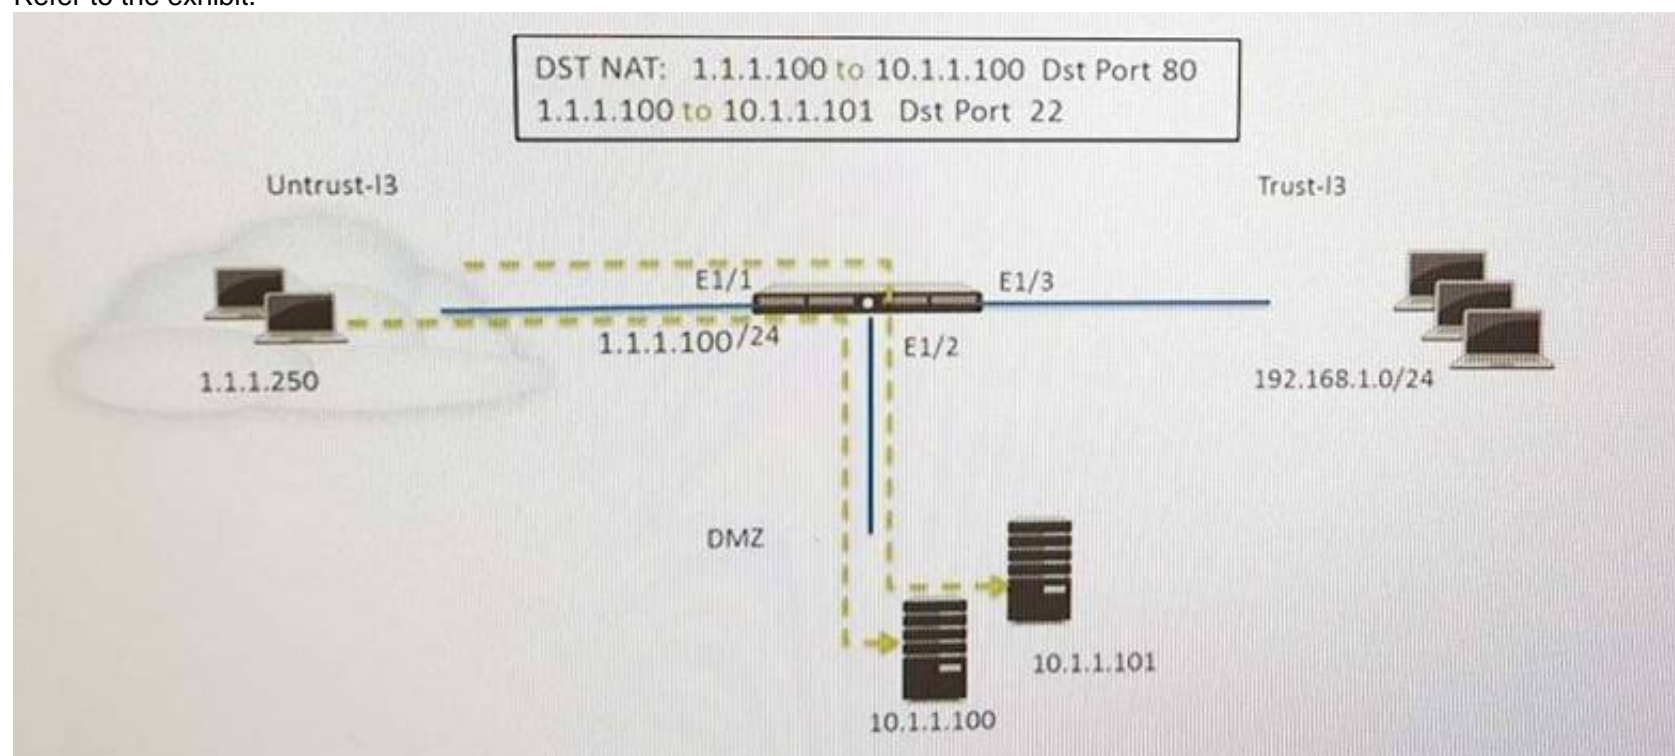 Refer to the exhibit.
DST NAT: 1.1.1.100 to 10.1.1.100 Dst Port 80
1.1.1.100 to 10.1.1.101 Dst Port 22
Untrust-l3
Trust-l3
E1/1
E1/3
1.1.1.100/24
E1/2
1.1.1.250
192.168.1.0/24
DMZ
10.1.1.101
10.1.1.100